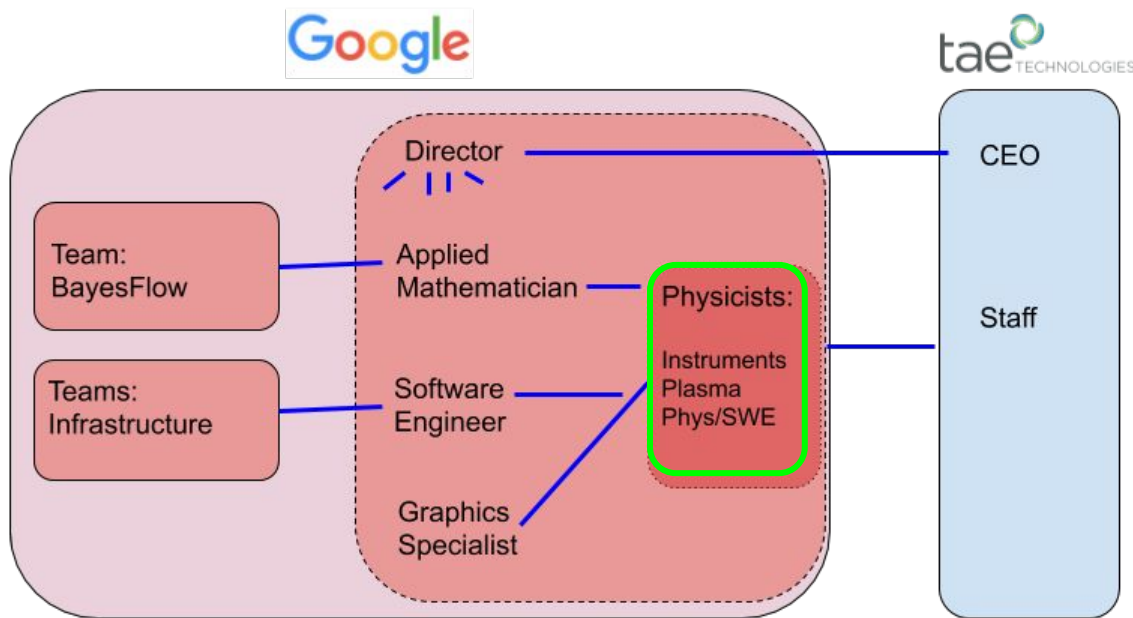 Google
tae TECHNOLOGIES
Director
CEO
Team:
BayesFlow
Applied
Mathematician
Physicists:
Instruments
Plasma
Phys/SWE
Staff
Teams:
Infrastructure
Software
Engineer
Graphics
Specialist